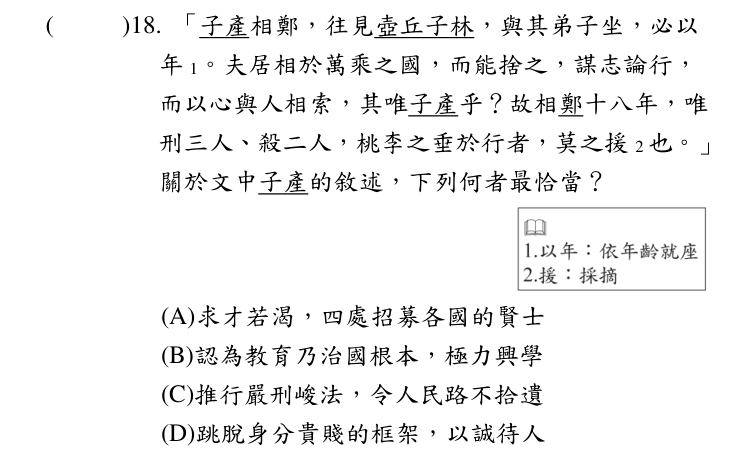 (　　)18. 「子產相鄭，往見壺丘子林，與其弟子坐，必以
年1。夫居相於萬乘之國，而能捨之，謀志論行，
而以心與人相索，其唯子產乎？故相鄭十八年，唯
刑三人、殺二人，桃李之垂於行者，莫之援2也。」
關於文中子產的敘述，下列何者最恰當？
1.以年：依年齡就座
2.援：採摘
(A)求才若渴，四處招募各國的賢士
(B)認為教育乃治國根本，極力興學
(C)推行嚴刑峻法，令人民路不拾遺
(D)跳脫身分貴賤的框架，以誠待人